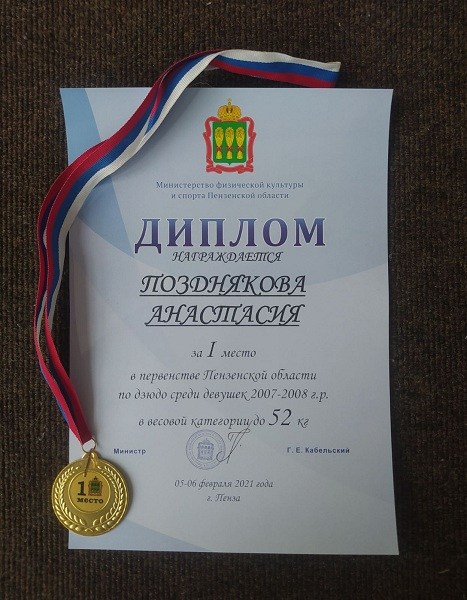 Министерство физической культуры
и спорта Пензенской области
ДИПЛОМ
НАГРАЖДАЕТСЯ
ПОЗДНЯКОВА
АНАСТАСИЯ
за I место
в первенстве Пензенской области
по дзюдо среди девушек 2007-2008 г.р.
в весовой категории до 52 кг
Министр
Г. Е. Кабельский
05-06 февраля 2021 года
г. Пенза
1
место